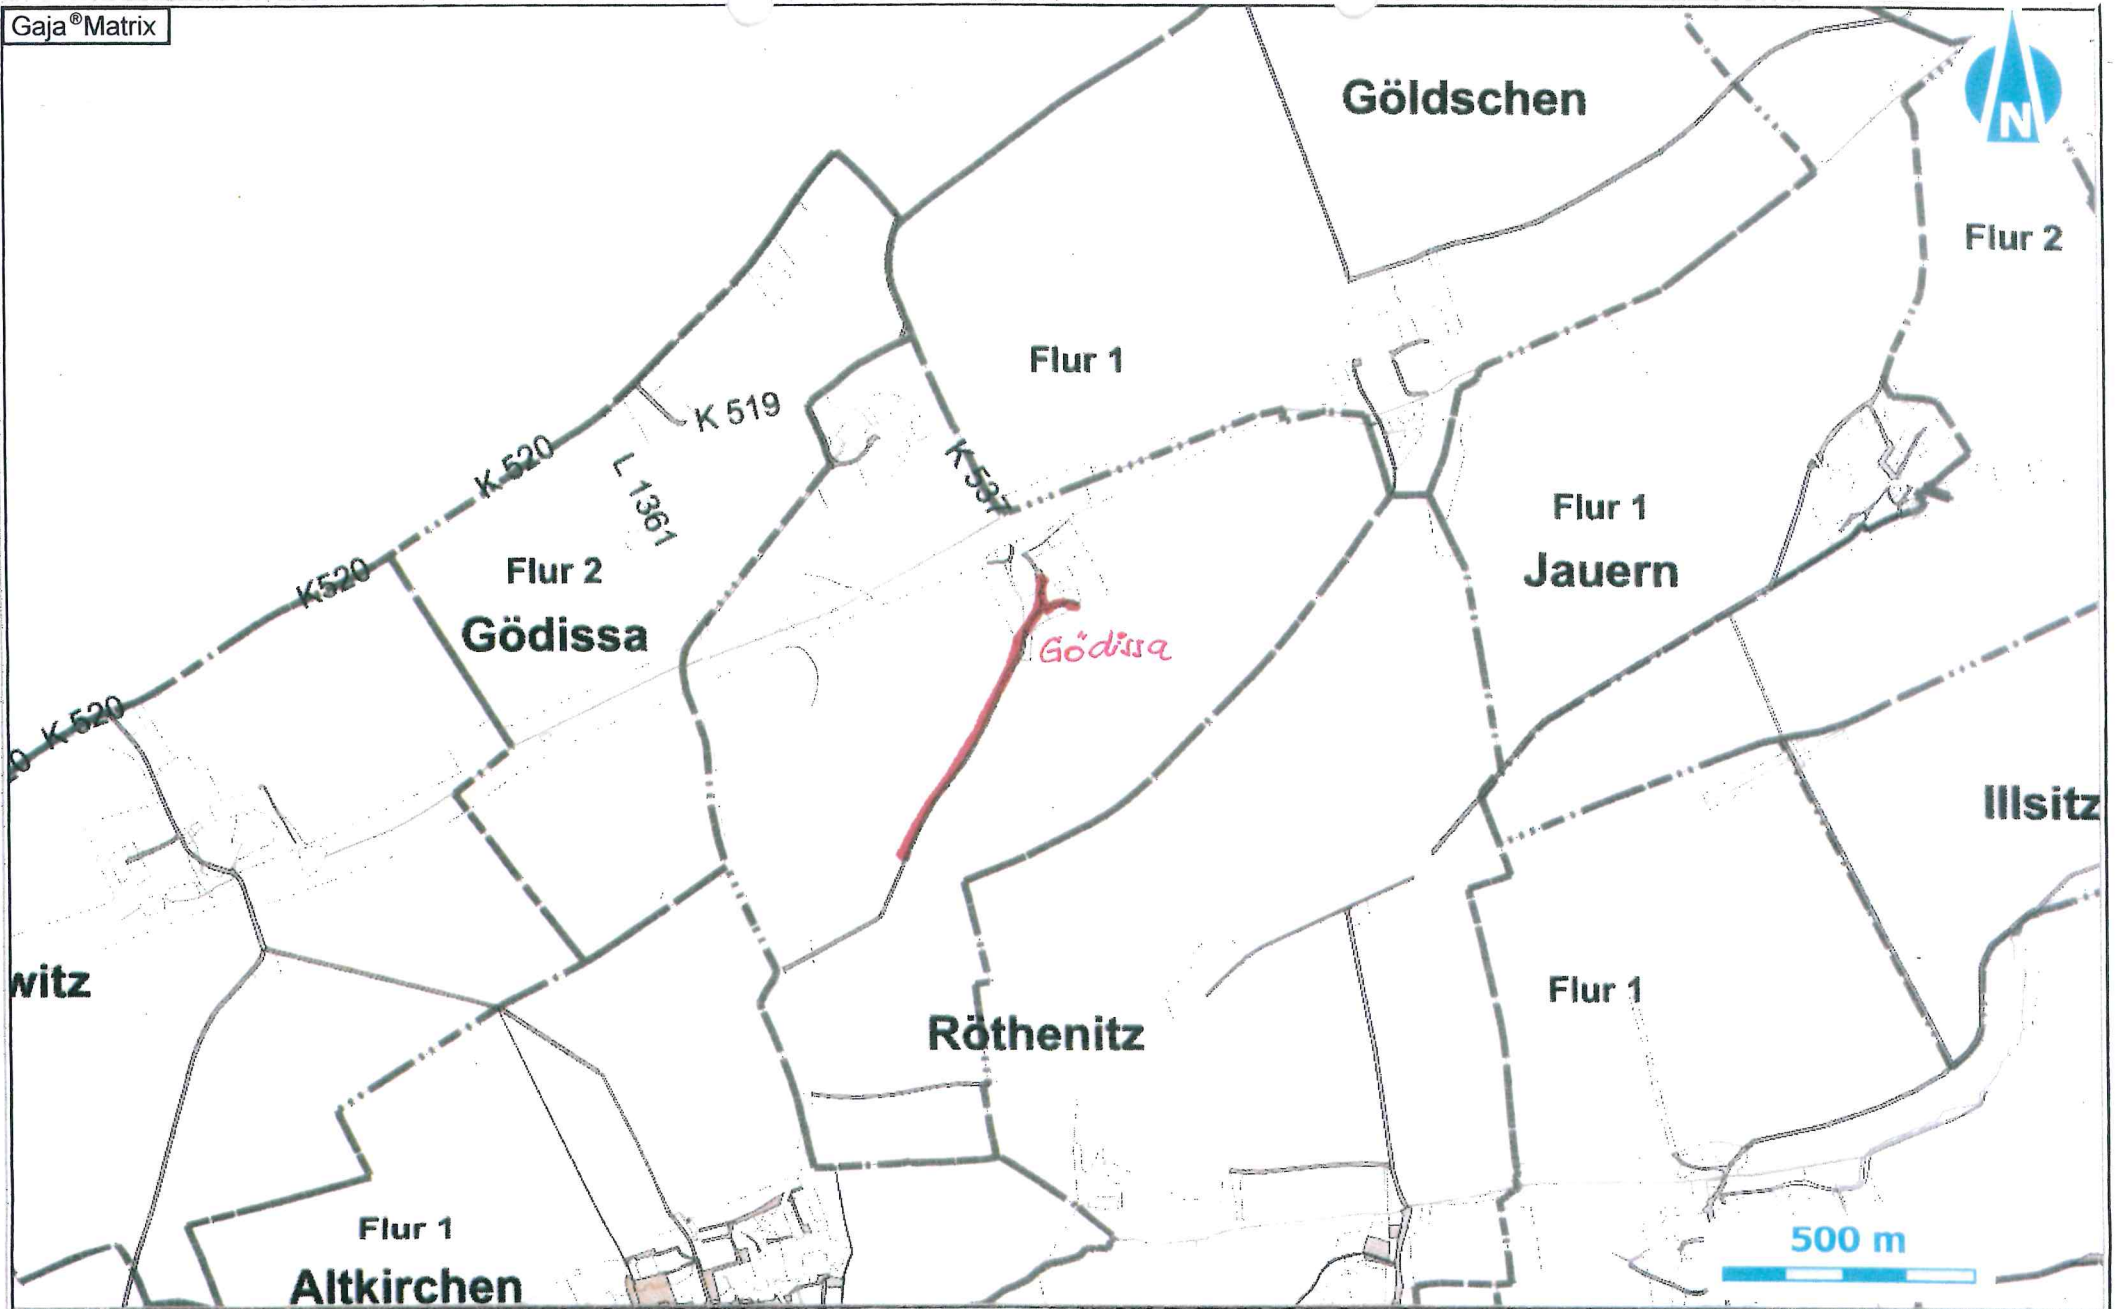 Gaja®Matrix
N
Göldschen
Flur 2
Flur 1
K 519
K 520
K 537
L 1361
Flur 1
Jauern
Flur 2
Gödissa
K520
Gödissa
K 520
Illsitz
witz
Flur 1
Röthenitz
Flur 1
Altkirchen
500 m